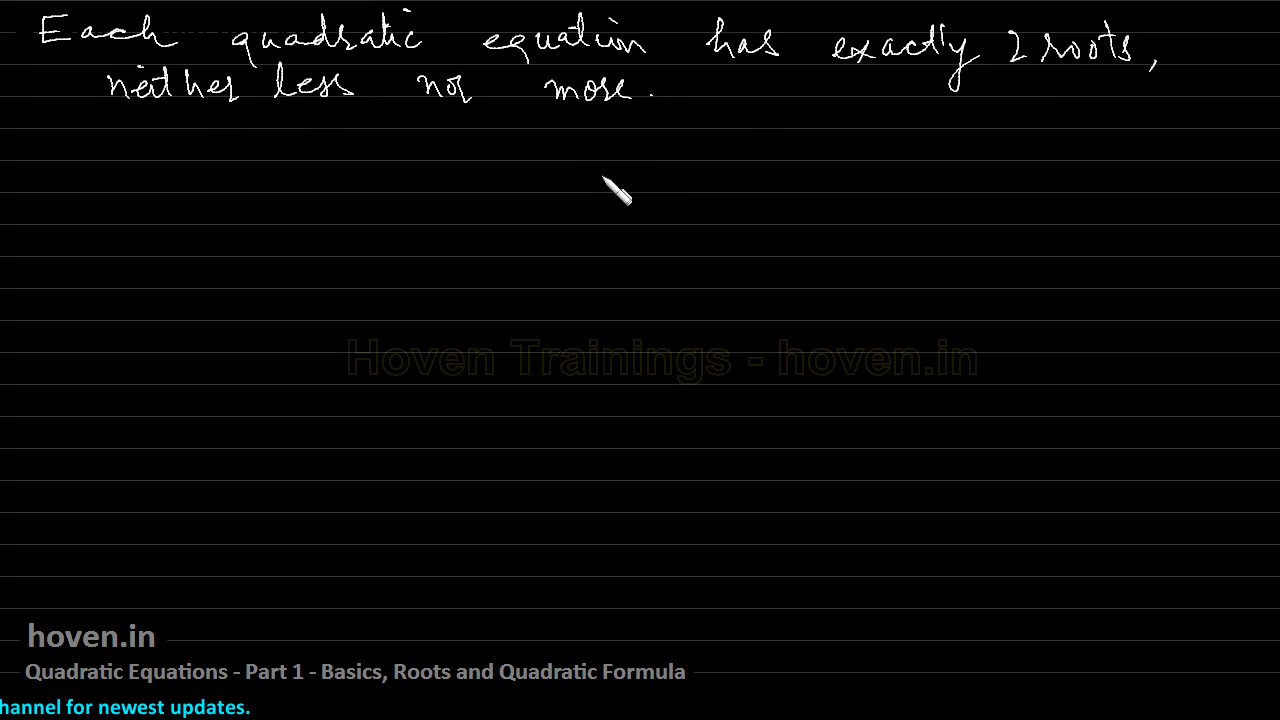 Each quadratic equation has exactly 2 roots,
neither less nor more.
Hoven Trainings - hoven.in
hoven.in
Quadratic Equations - Part 1 - Basics, Roots and Quadratic Formula
hannel for newest updates.